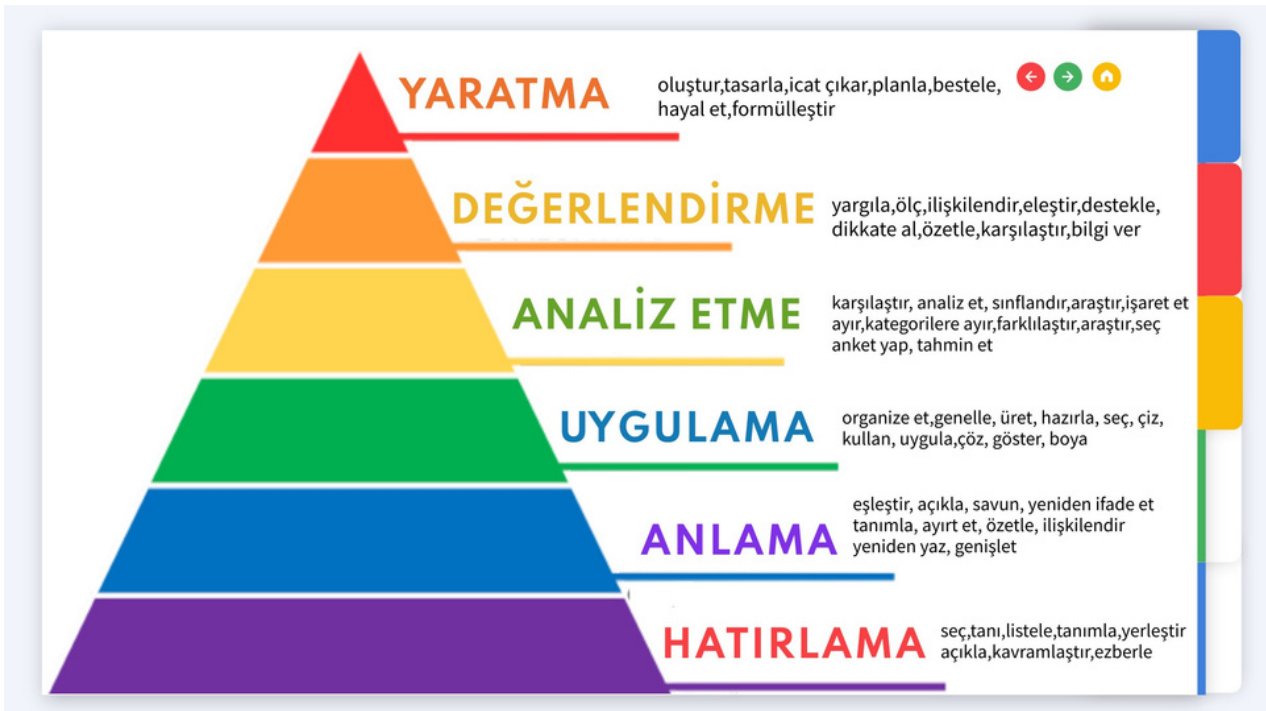 YARATMA
oluştur,tasarla,icat çıkar,planla,bestele,
hayal et,formülleştir
DEĞERLENDİRME
yargıla,ölç,ilişkilendir,eleştir,destekle,
dikkate al,özetle,karşılaştır,bilgi ver
ANALİZ ETME
karşılaştır, analiz et, sınflandır,araştır,işaret et
ayır,kategorilere ayır,farklılaştır,araştır,seç
anket yap, tahmin et
UYGULAMA
organize et,genelle, üret, hazırla, seç, çiz,
kullan, uygula,çöz, göster, boya
ANLAMA
eşleştir, açıkla, savun, yeniden ifade et
tanımla, ayırt et, özetle, ilişkilendir
yeniden yaz, genişlet
HATIRLAMA
seç,tanı,listele,tanımla,yerleştir
açıkla,kavramlaştır,ezberle